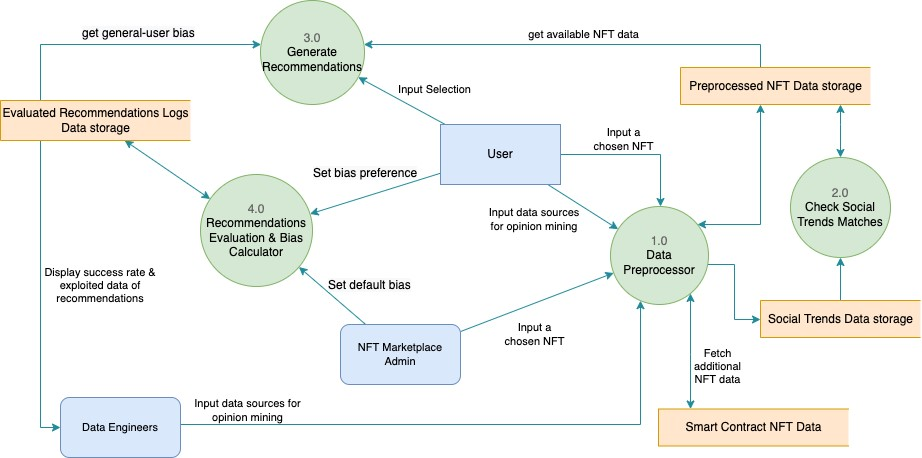 get general-user bias
3.0
Generate
Recommendations
get available NFT data
Input Selection
Preprocessed NFT Data storage
Evaluated Recommendations Logs
Data storage
User
Input a
chosen NFT
Set bias preference
2.0
Check Social
Trends Matches
4.0
Recommendations
Evaluation & Bias
Calculator
Input data sources
for opinion mining
1.0
Data
Preprocessor
Display success rate &
exploited data of
recommendations
Set default bias
Social Trends Data storage
NFT Marketplace
Admin
Input a
chosen NFT
Fetch
additional
NFT data
Input data sources for
opinion mining
Data Engineers
Smart Contract NFT Data